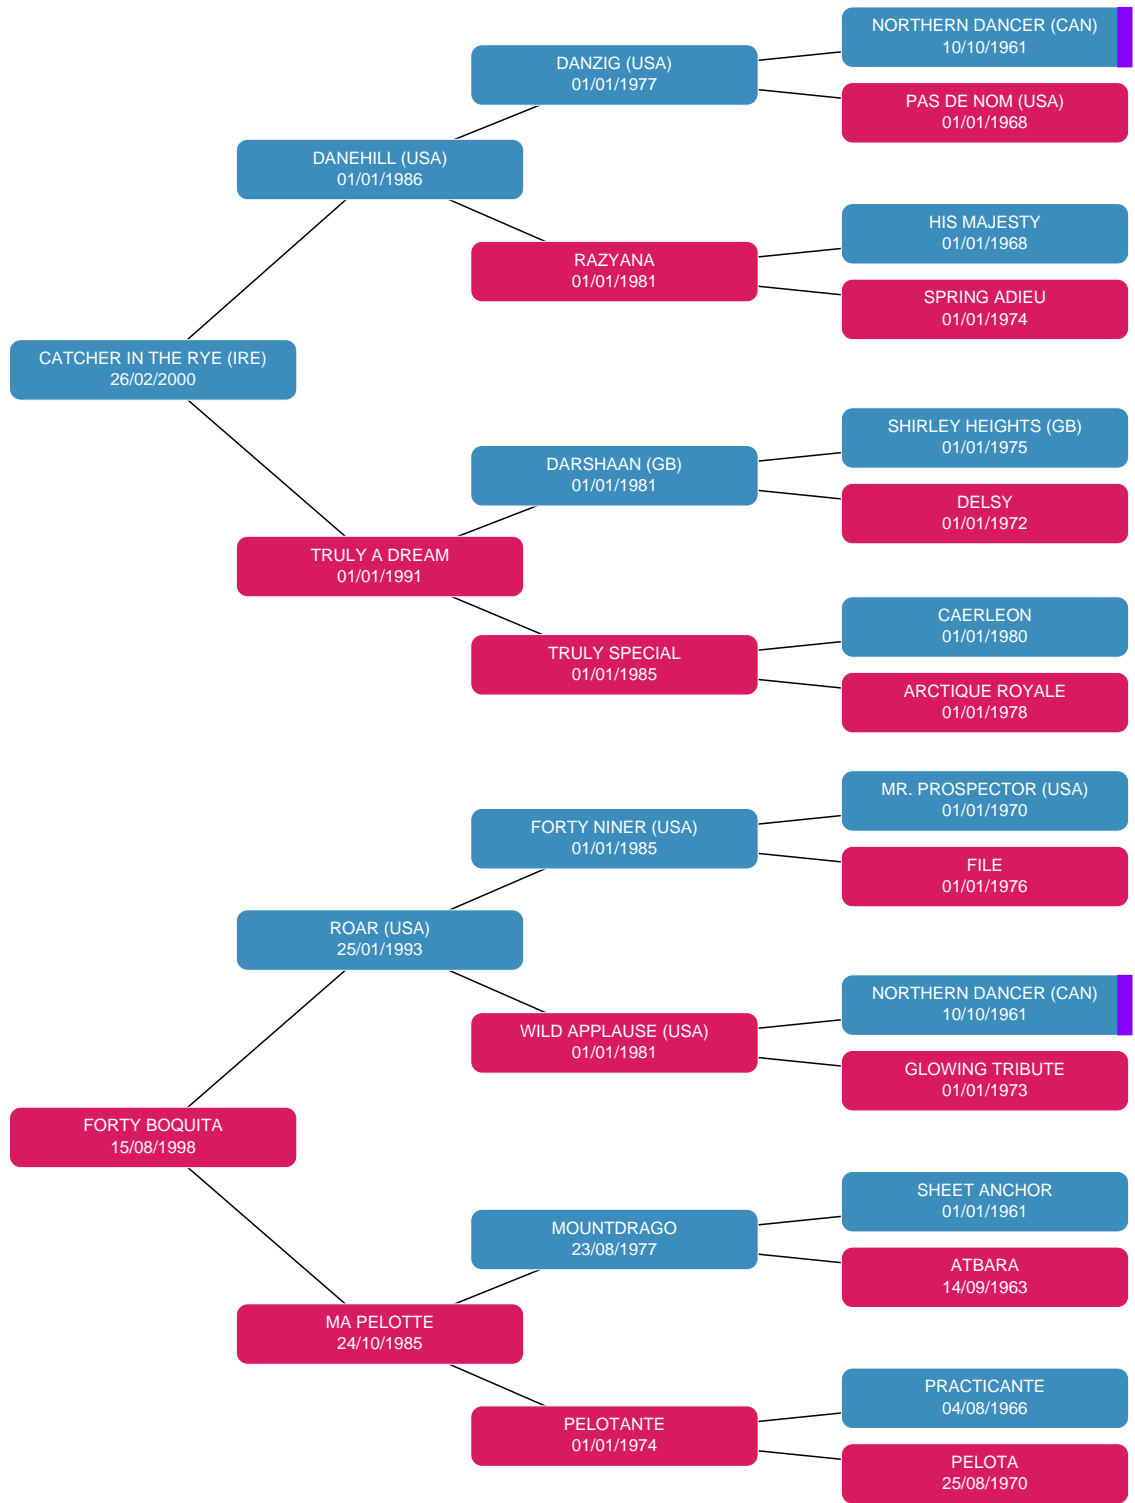 NORTHERN DANCER (CAN)
10/10/1961
DANZIG (USA)
01/01/1977
PAS DE NOM (USA)
01/01/1968
DANEHILL (USA)
01/01/1986
HIS MAJESTY
01/01/1968
RAZYANA
01/01/1981
SPRING ADIEU
01/01/1974
CATCHER IN THE RYE (IRE)
26/02/2000
SHIRLEY HEIGHTS (GB)
01/01/1975
DARSHAAN (GB)
01/01/1981
DELSY
01/01/1972
TRULY A DREAM
01/01/1991
CAERLEON
01/01/1980
TRULY SPECIAL
01/01/1985
ARCTIQUE ROYALE
01/01/1978
MR. PROSPECTOR (USA)
01/01/1970
FORTY NINER (USA)
01/01/1985
FILE
01/01/1976
ROAR (USA)
25/01/1993
NORTHERN DANCER (CAN)
10/10/1961
WILD APPLAUSE (USA)
01/01/1981
GLOWING TRIBUTE
01/01/1973
FORTY BOQUITA
15/08/1998
SHEET ANCHOR
01/01/1961
MOUNTDRAGO
23/08/1977
ATBARA
14/09/1963
MA PELOTTE
24/10/1985
PRACTICANTE
04/08/1966
PELOTANTE
01/01/1974
PELOTA
25/08/1970